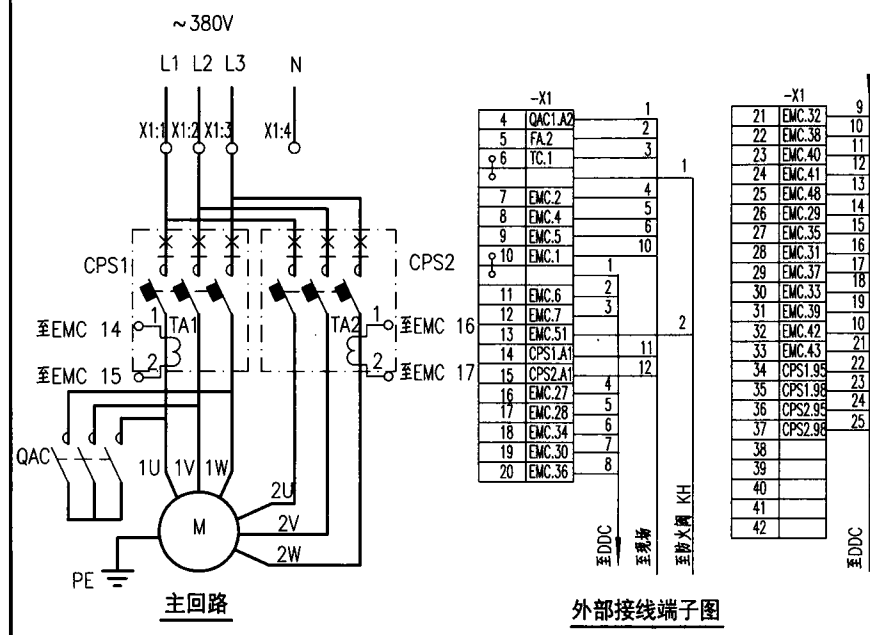 ~380V
L1 L2 L3 N
X1:1 X1:2 X1:3 X1:4
CPS1 CPS2
TA1 TA2
至EMC 14 1
至EMC 15 2
1 至EMC 16
2 至EMC 17
QAC
1U 1V 1W
2U
2V
2W
M
PE
主回路
-X1
4 QAC1.A2 1
5 FA.2 2
6 TC.1 3
1
7 EMC.2 4
8 EMC.4 5
9 EMC.5 6
10 EMC.1 10
1
11 EMC.6 2
12 EMC.7 3
13 EMC.51 2
14 CPS1.A1 11
15 CPS2.A1 12
16 EMC.27 4
17 EMC.28 5
18 EMC.34 6
19 EMC.30 7
20 EMC.36 8
至DDC
至现场
至防火阀 KH
-X1
21 EMC.32 9
22 EMC.38 10
23 EMC.40 11
24 EMC.41 12
25 EMC.48 13
26 EMC.29 14
27 EMC.35 15
28 EMC.31 16
29 EMC.37 17
30 EMC.33 18
31 EMC.39 19
32 EMC.42 10
33 EMC.43 21
34 CPS1.95 22
35 CPS1.98 23
36 CPS2.95 24
37 CPS2.98 25
38
39
40
41
42
至DDC
外部接线端子图